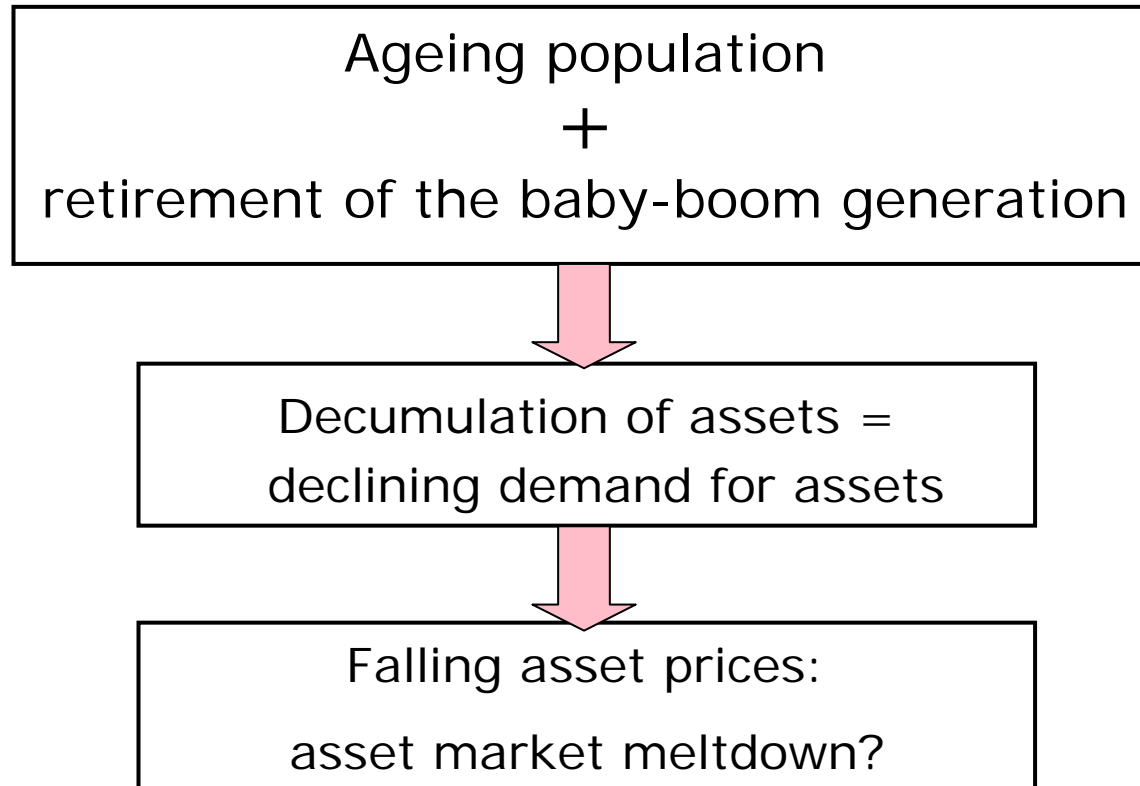 Ageing population
+
retirement of the baby-boom generation
Decumulation of assets =
declining demand for assets
Falling asset prices:
asset market meltdown?